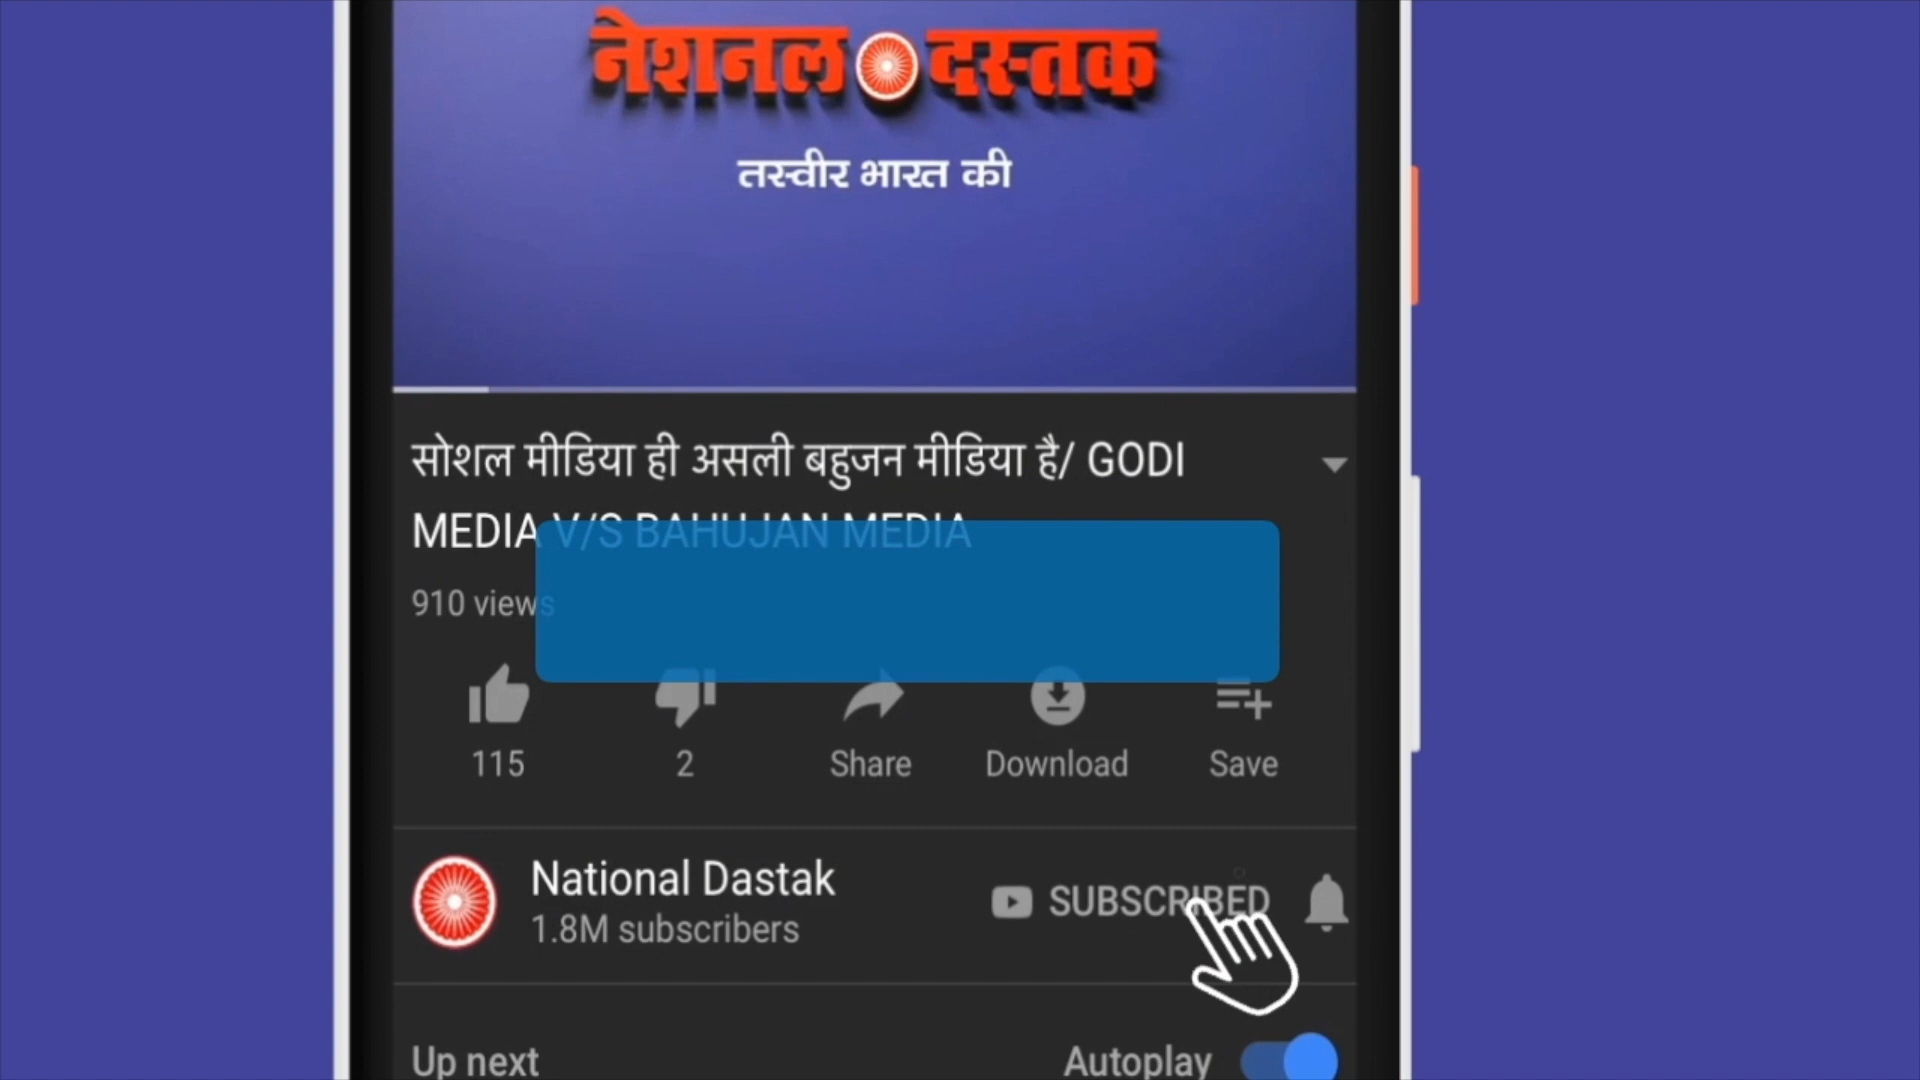 नेशनल दस्तक
तस्वीर भारत की
सोशल मीडिया ही असली बहुजन मीडिया है/ GODI
MEDIA V/S BAHUJAN MEDIA
910 views
115
2
Share
Download
Save
National Dastak
SUBSCRIBED
1.8M subscribers
Up next
Autoplay